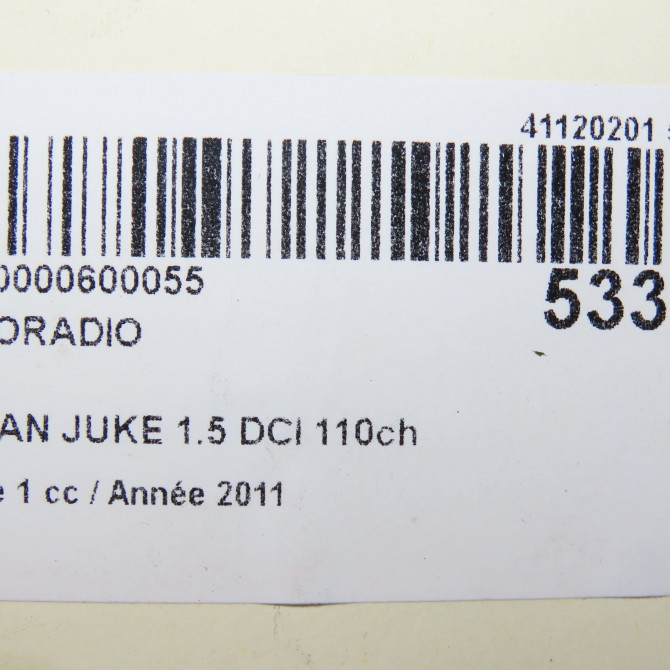 41120201
0000600055
533
ORADIO
AN JUKE 1.5 DCI 110ch
e 1 cc / Année 2011